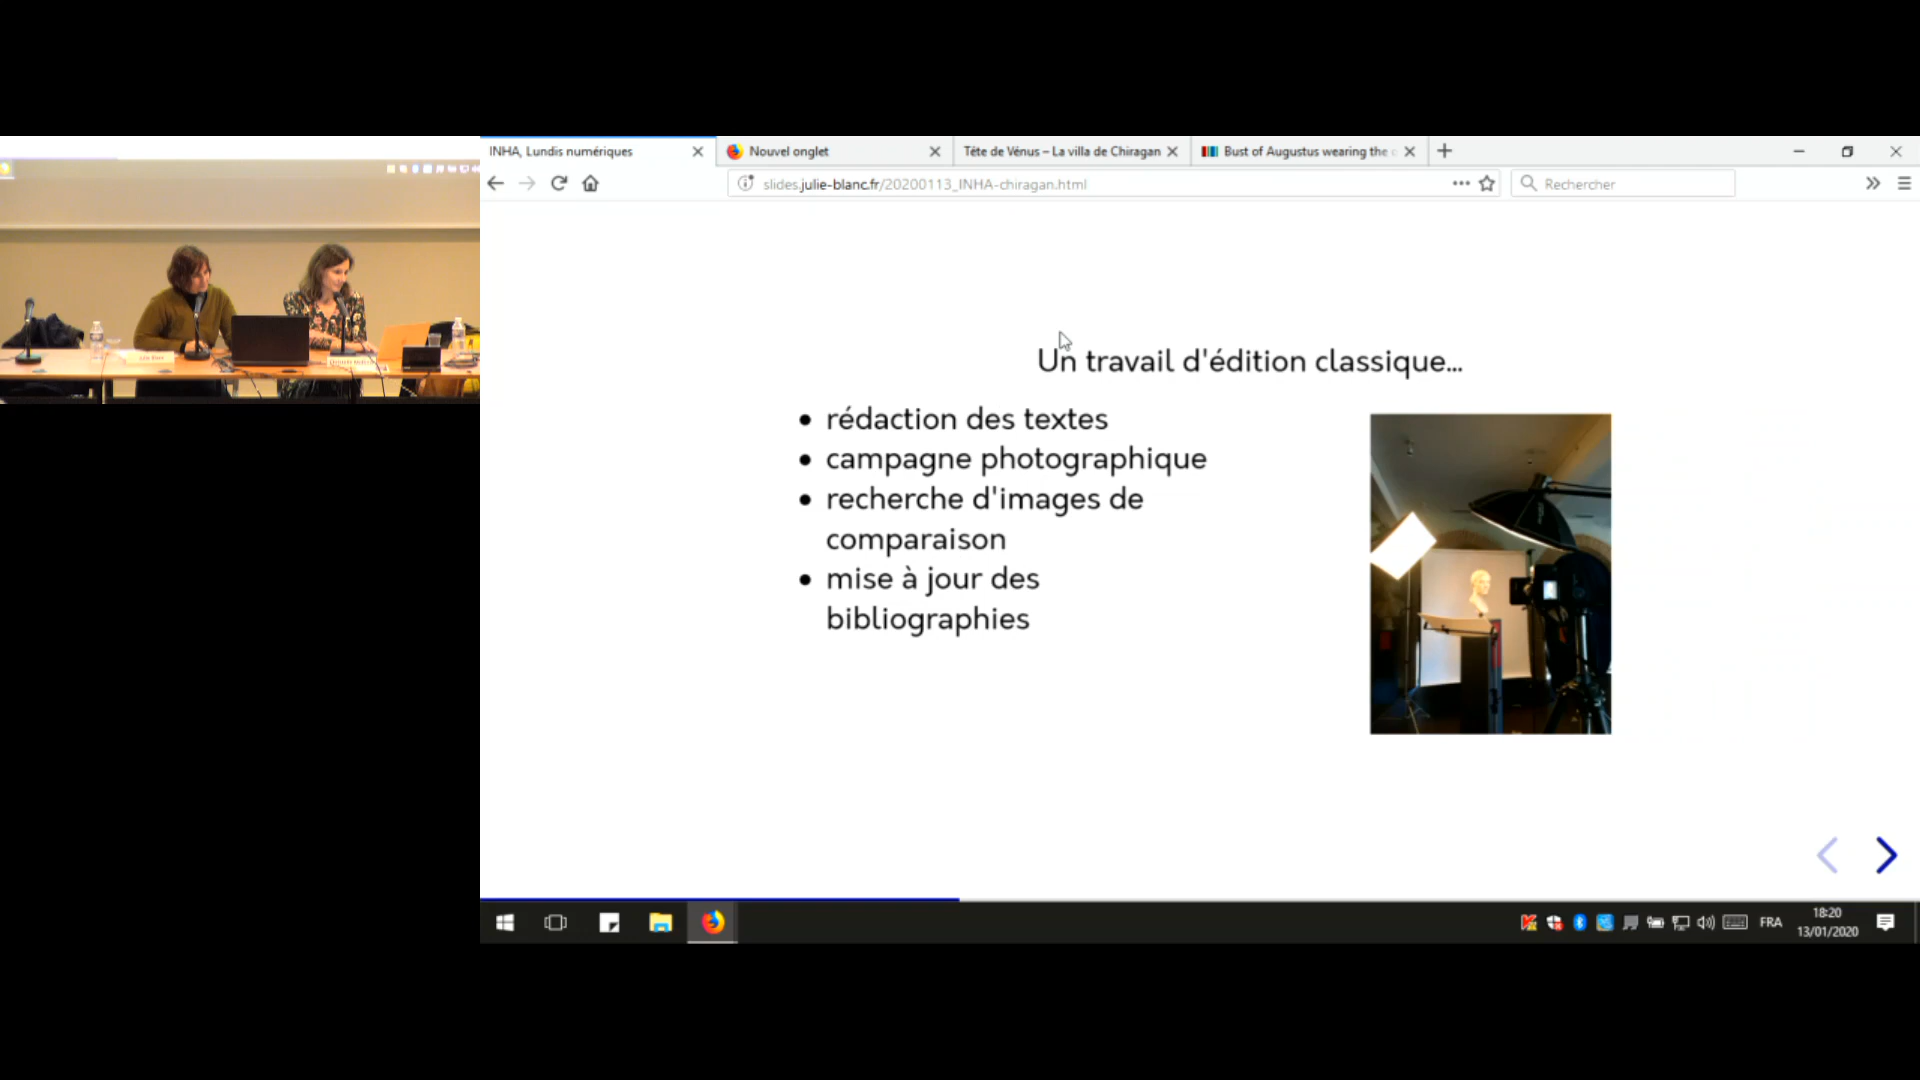 INHA, Lundis numériques
Nouvel onglet
Tête de Vénus – La villa de Chiragan
Bust of Augustus wearing the
slides.julie-blanc.fr/20200113_INHA-chiragan.html
Rechercher
Un travail d'édition classique...
rédaction des textes
campagne photographique
recherche d'images de
comparaison
mise à jour des
bibliographies
FRA
18:20
13/01/2020